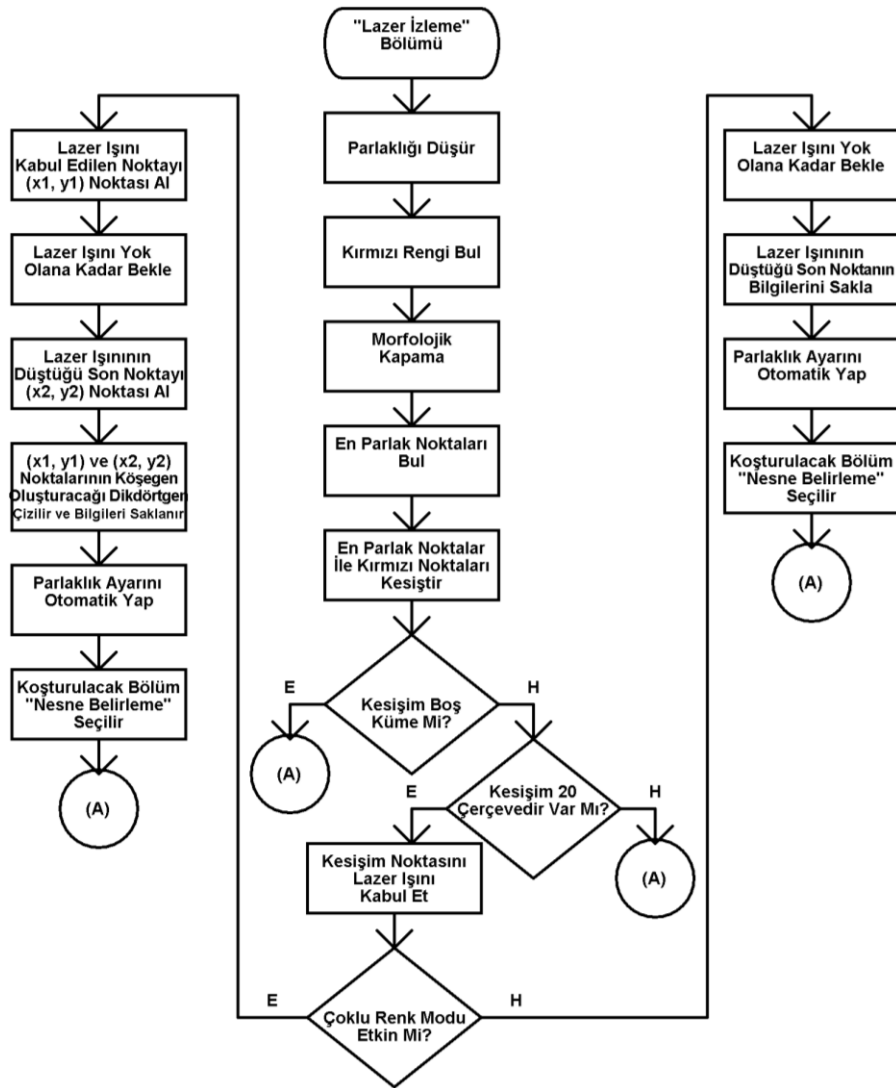 "Lazer İzleme"
Bölümü
Parlaklığı Düşür
Kırmızı Rengi Bul
Morfolojik
Kapama
En Parlak Noktaları
Bul
En Parlak Noktalar
İle Kırmızı Noktaları
Kesiştir
Kesişim Boş
Küme Mi?
E
H
(A)
Kesişim 20
Çerçevedir Var Mı?
E
H
(A)
Kesişim Noktasını
Lazer Işını
Kabul Et
Çoklu Renk Modu
Etkin Mi?
E
H
Lazer Işını
Kabul Edilen Noktayı
(x1, y1) Noktası Al
Lazer Işını Yok
Olana Kadar Bekle
Lazer Işınının
Düştüğü Son Noktayı
(x2, y2) Noktası Al
(x1, y1) ve (x2, y2)
Noktalarının Köşegen
Oluşturacağı Dikdörtgen
Çizilir ve Bilgileri Saklanır
Parlaklık Ayarını
Otomatik Yap
Koşturulacak Bölüm
"Nesne Belirleme"
Seçilir
(A)
Lazer Işını Yok
Olana Kadar Bekle
Lazer Işınının
Düştüğü Son Noktanın
Bilgilerini Sakla
Parlaklık Ayarını
Otomatik Yap
Koşturulacak Bölüm
"Nesne Belirleme"
Seçilir
(A)